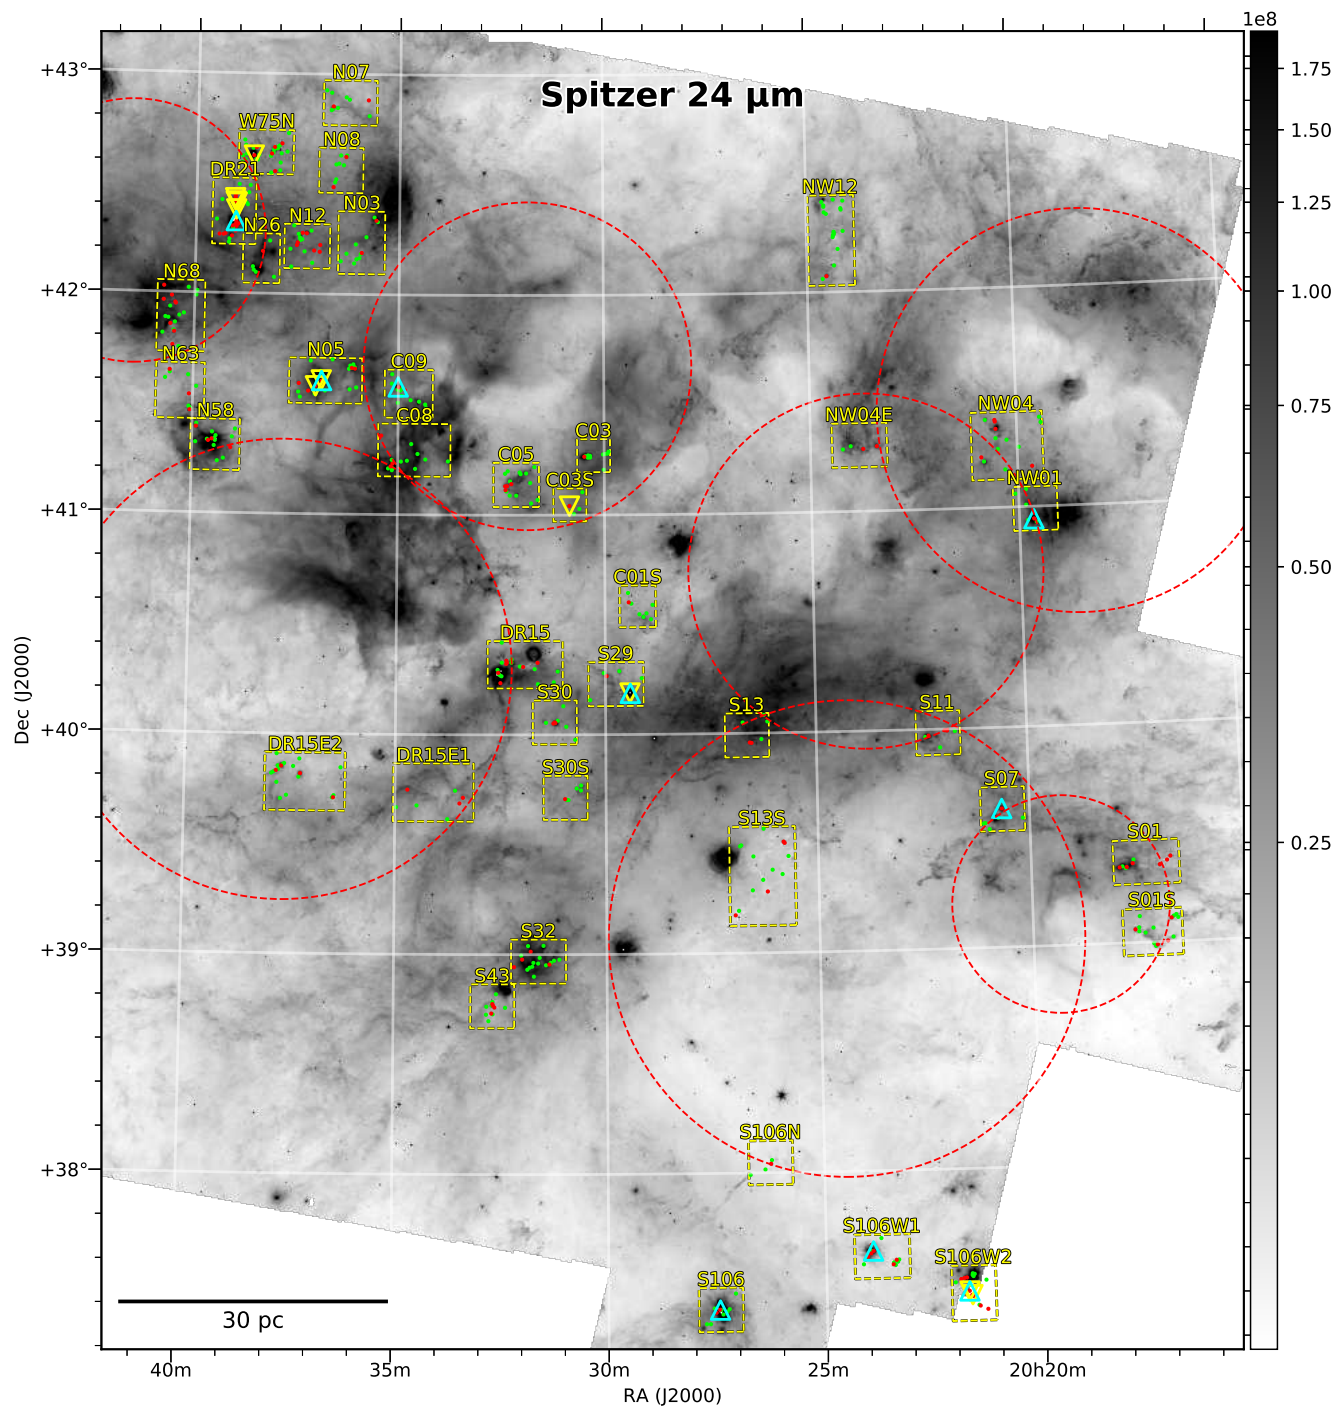 1e8
Spitzer 24 µm
+43°
+42°
+41°
+40°
+39°
+38°
Dec (J2000)
N07
W75N
N08
DR21
N03
N12
N26
NW12
N68
N05
N63
C09
N58
C08
C03
C05
C03S
NW04E
NW04
NW01
C01S
DR15
S29
S30
S13
S11
DR15E2
DR15E1
S30S
S07
S13S
S01
S01S
S32
S43
S106N
S106W1
S106W2
S106
30 pc
40m
35m
30m
25m
20h20m
RA (J2000)
1.75
1.50
1.25
1.00
0.75
0.50
0.25